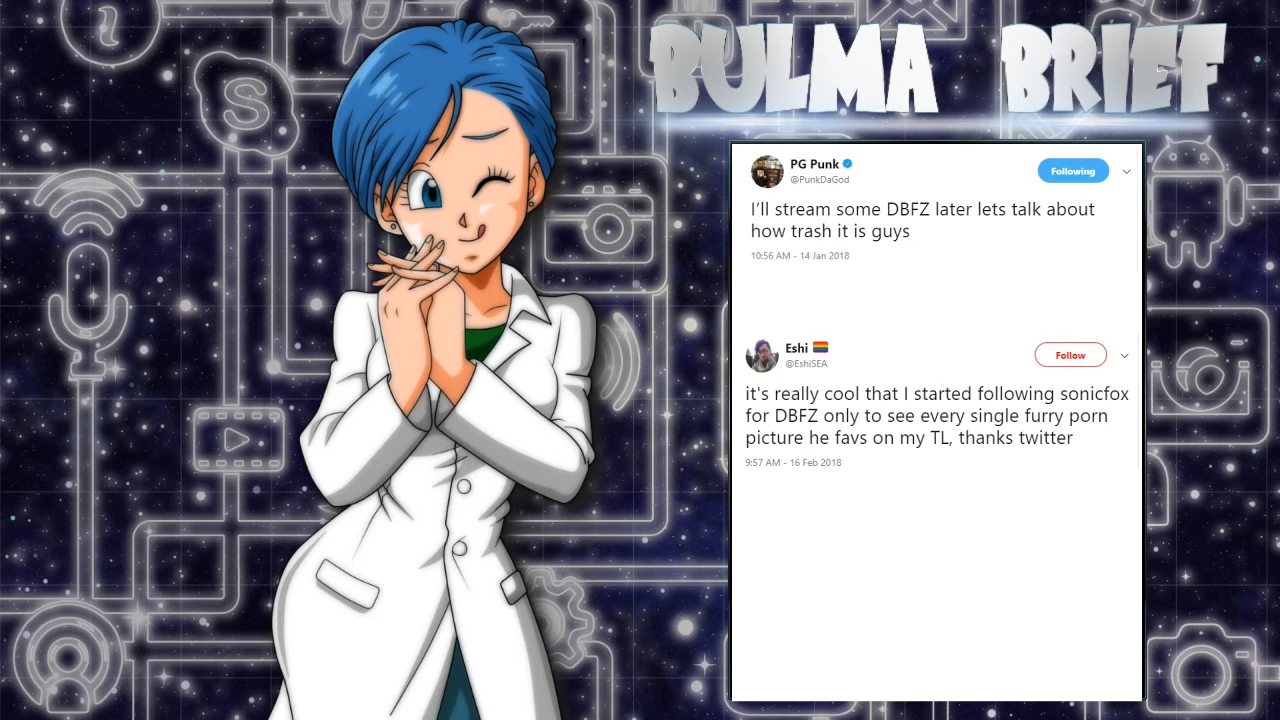 BULMA BRIEF
PG Punk
Following
@PunkDaGod
I'll stream some DBFZ later lets talk about
how trash it is guys
10:56 AM - 14 Jan 2018
Eshi
Follow
@EshiSEA
it's really cool that I started following sonicfox
for DBFZ only to see every single furry porn
picture he favs on my TL, thanks twitter
9:57 AM - 16 Feb 2018